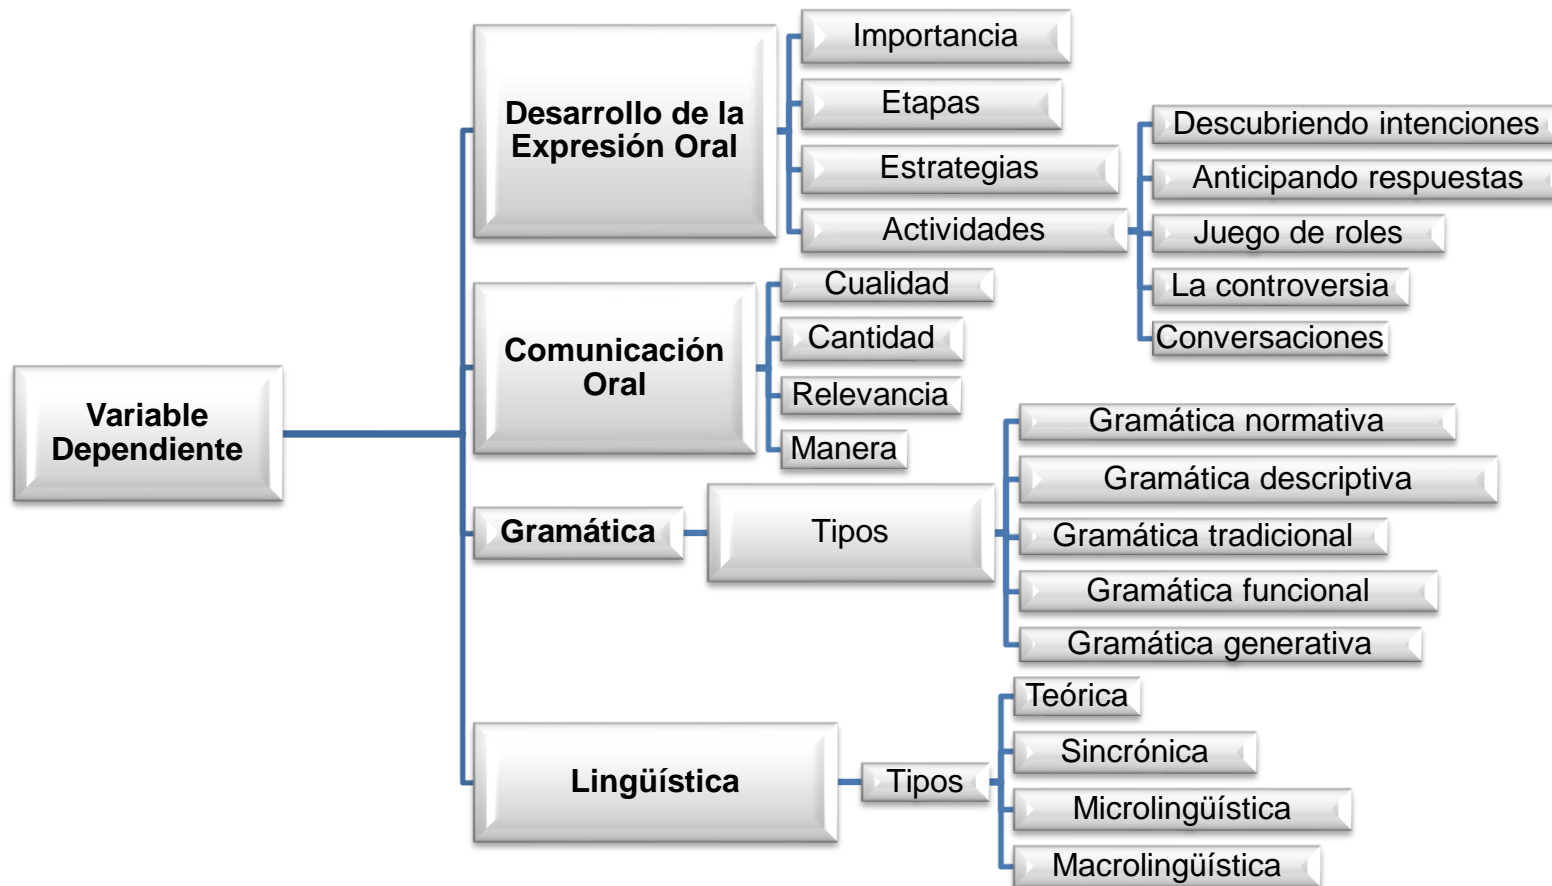 Variable
Dependiente
Desarrollo de la
Expresión Oral
Importancia
Etapas
Estrategias
Actividades
Descubriendo intenciones
Anticipando respuestas
Juego de roles
La controversia
Conversaciones
Comunicación
Oral
Cualidad
Cantidad
Relevancia
Manera
Gramática
Tipos
Gramática normativa
Gramática descriptiva
Gramática tradicional
Gramática funcional
Gramática generativa
Lingüística
Tipos
Teórica
Sincrónica
Microlingüística
Macrolingüística